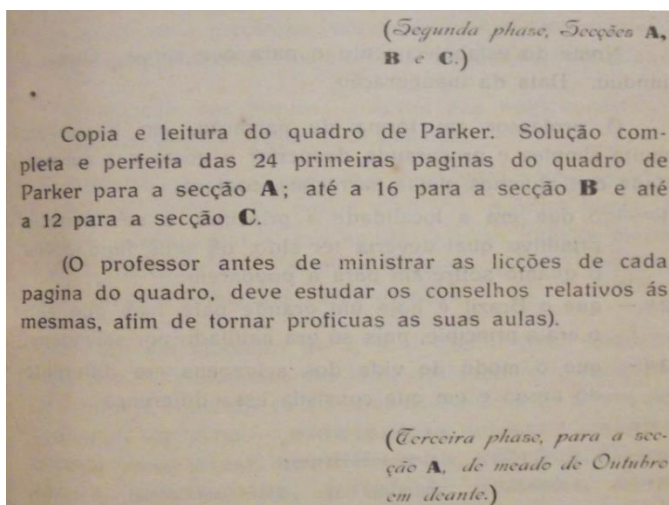 (Segunda phase, Secções A,
B e C.)
Copia e leitura do quadro de Parker. Solução com-
pleta e perfeita das 24 primeiras paginas do quadro de
Parker para a secção A; até a 16 para a secção B e até
a 12 para a secção C.
(O professor antes de ministrar as licções de cada
pagina do quadro, deve estudar os conselhos relativos ás
mesmas, afim de tornar proficuas as suas aulas).
(Terceira phase, para a sec-
ção A, de meado de Outubro
em deante.)